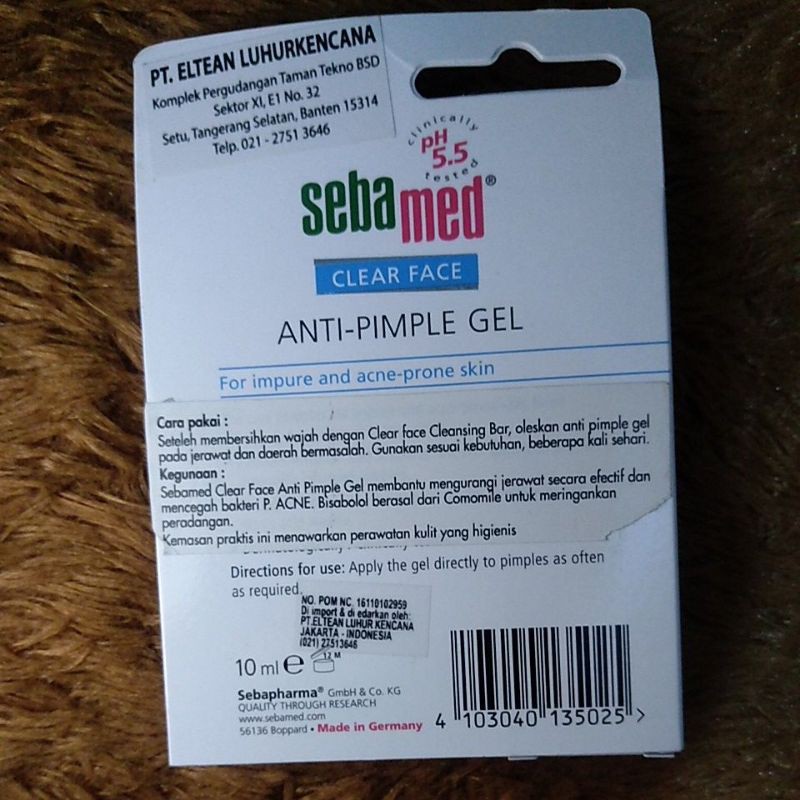 PT. ELTEAN LUHURKENCANA
Komplek Pergudangan Taman Tekno BSD
Sektor XI, E1 No. 32
Setu, Tangerang Selatan, Banten 15314
Telp. 021 - 2751 3646
clinically
pH
5.5
tested
sebamed®
CLEAR FACE
ANTI-PIMPLE GEL
For impure and acne-prone skin
Cara pakai :
Seteleh membersihkan wajah dengan Clear face Cleansing Bar, oleskan anti pimple gel
pada jerawat dan daerah bermasalah. Gunakan sesuai kebutuhan, beberapa kali sehari.
Kegunaan :
Sebamed Clear Face Anti Pimple Gel membantu mengurangi jerawat secara efectif dan
mencegah bakteri P. ACNE. Bisabolol berasal dari Comomile untuk meringankan
peradangan.
Kemasan praktis ini menawarkan perawatan kulit yang higienis
Directions for use: Apply the gel directly to pimples as often
as required.
NO. POM NC. 16110102959
Di import & di edarkan oleh:
PT.ELTEAN LUHUR KENCANA
JAKARTA - INDONESIA
(021) 27513646
12 M
10 ml e
Sebapharma® GmbH & Co. KG
QUALITY THROUGH RESEARCH
www.sebamed.com
56136 Boppard • Made in Germany
4 103040 135025 >